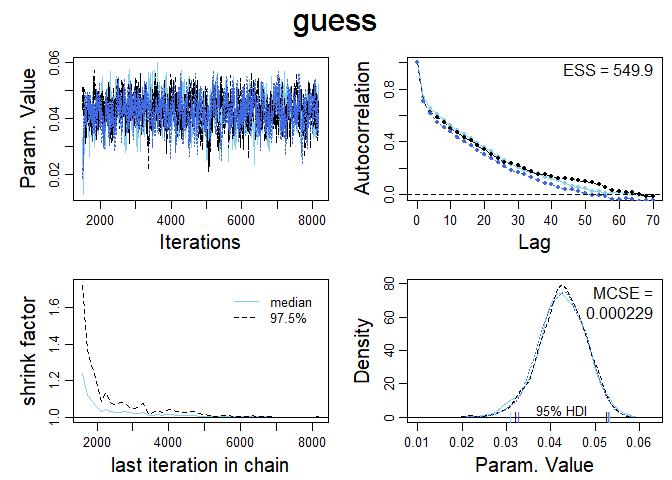 guess
Param. Value
0.02 0.04 0.06
2000 4000 6000 8000
Iterations
Autocorrelation
0.0 0.4 0.8
ESS = 549.9
0 10 20 30 40 50 60 70
Lag
shrink factor
1.0 1.2 1.4 1.6
median
97.5%
2000 4000 6000 8000
last iteration in chain
Density
0 20 40 60 80
MCSE =
0.000229
95% HDI
0.01 0.02 0.03 0.04 0.05 0.06
Param. Value